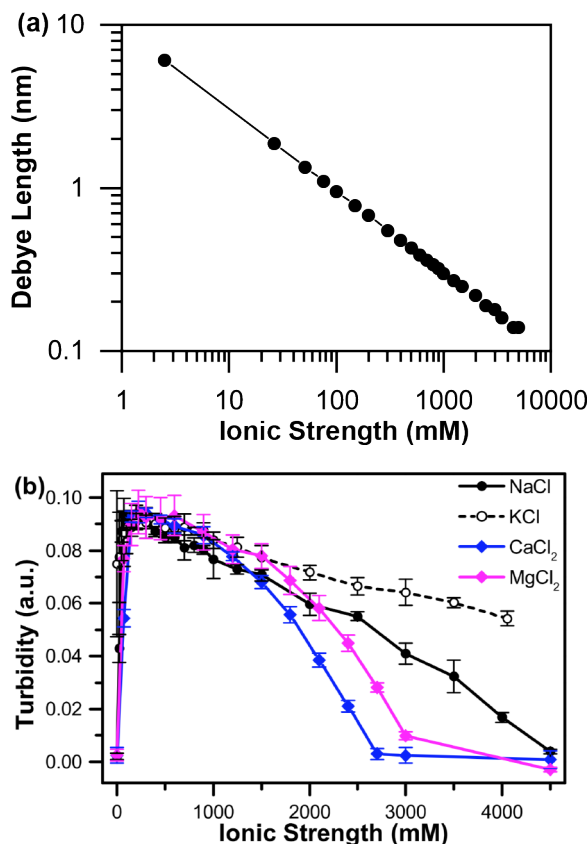 (a)
10
1
0.1
Debye Length (nm)
1 10 100 1000 10000
Ionic Strength (mM)
(b)
NaCl
KCl
CaCl₂
MgCl₂
0.10
0.08
0.06
0.04
0.02
0.00
Turbidity (a.u.)
0 1000 2000 3000 4000
Ionic Strength (mM)